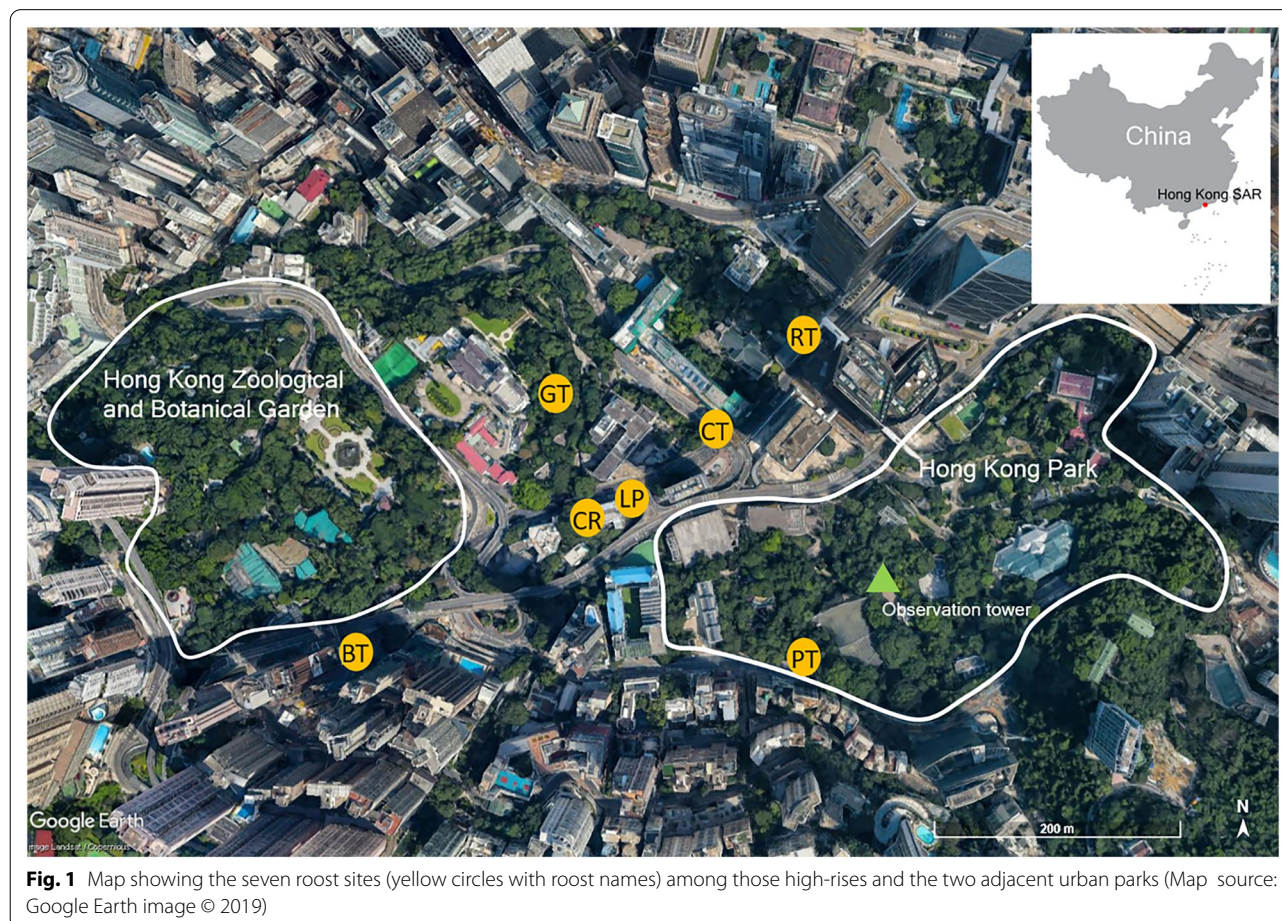 China
Hong Kong SAR
RT
Hong Kong Zoological
and Botanical Garden
GT
CT
Hong Kong Park
LP
CR
Observation tower
BT
PT
N
200 m
Google Earth
Image Landsat / Copernicus
Fig. 1 Map showing the seven roost sites (yellow circles with roost names) among those high-rises and the two adjacent urban parks (Map source:
Google Earth image © 2019)